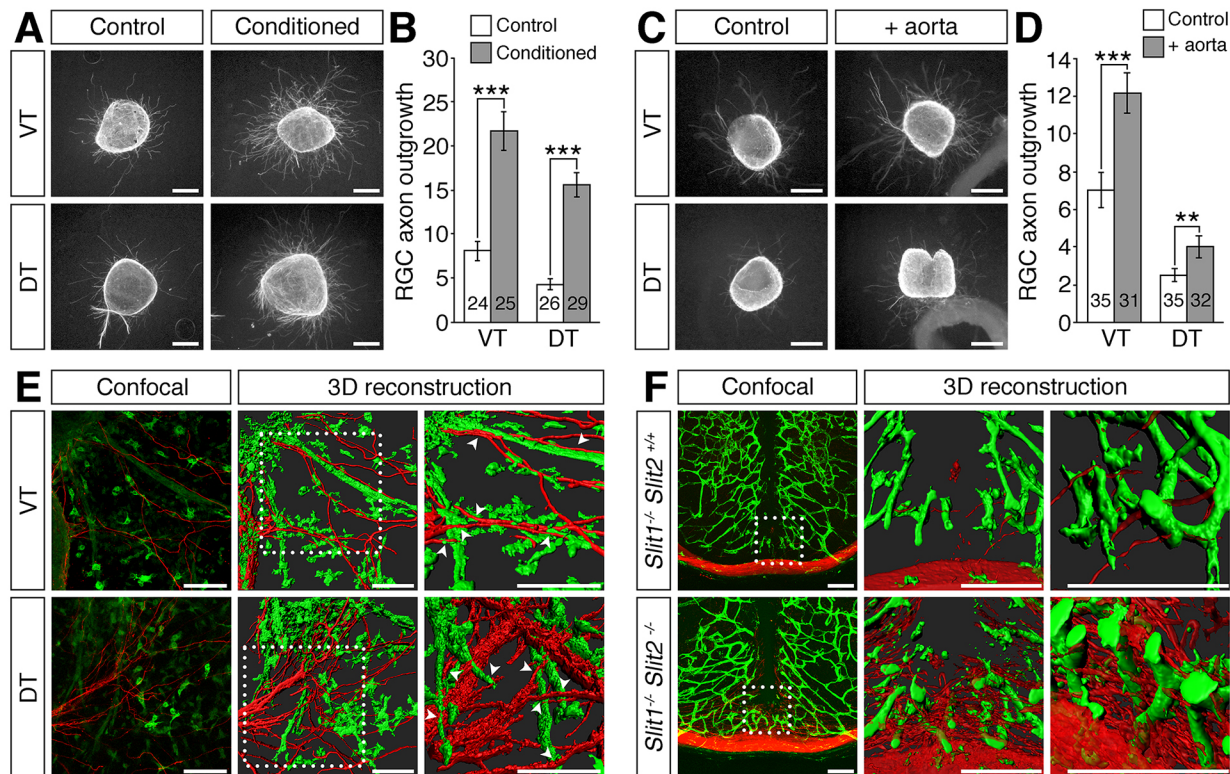 A
Control
Conditioned
VT
DT
B
Control
Conditioned
RGC axon outgrowth
30
25
20
15
10
5
0
***
***
24
25
26
29
VT
DT
C
Control
+ aorta
VT
DT
D
Control
+ aorta
RGC axon outgrowth
14
12
10
8
6
4
2
0
***
**
35
31
35
32
VT
DT
E
Confocal
3D reconstruction
VT
DT
F
Confocal
3D reconstruction
Slit1-/- Slit2+/+
Slit1-/- Slit2-/-